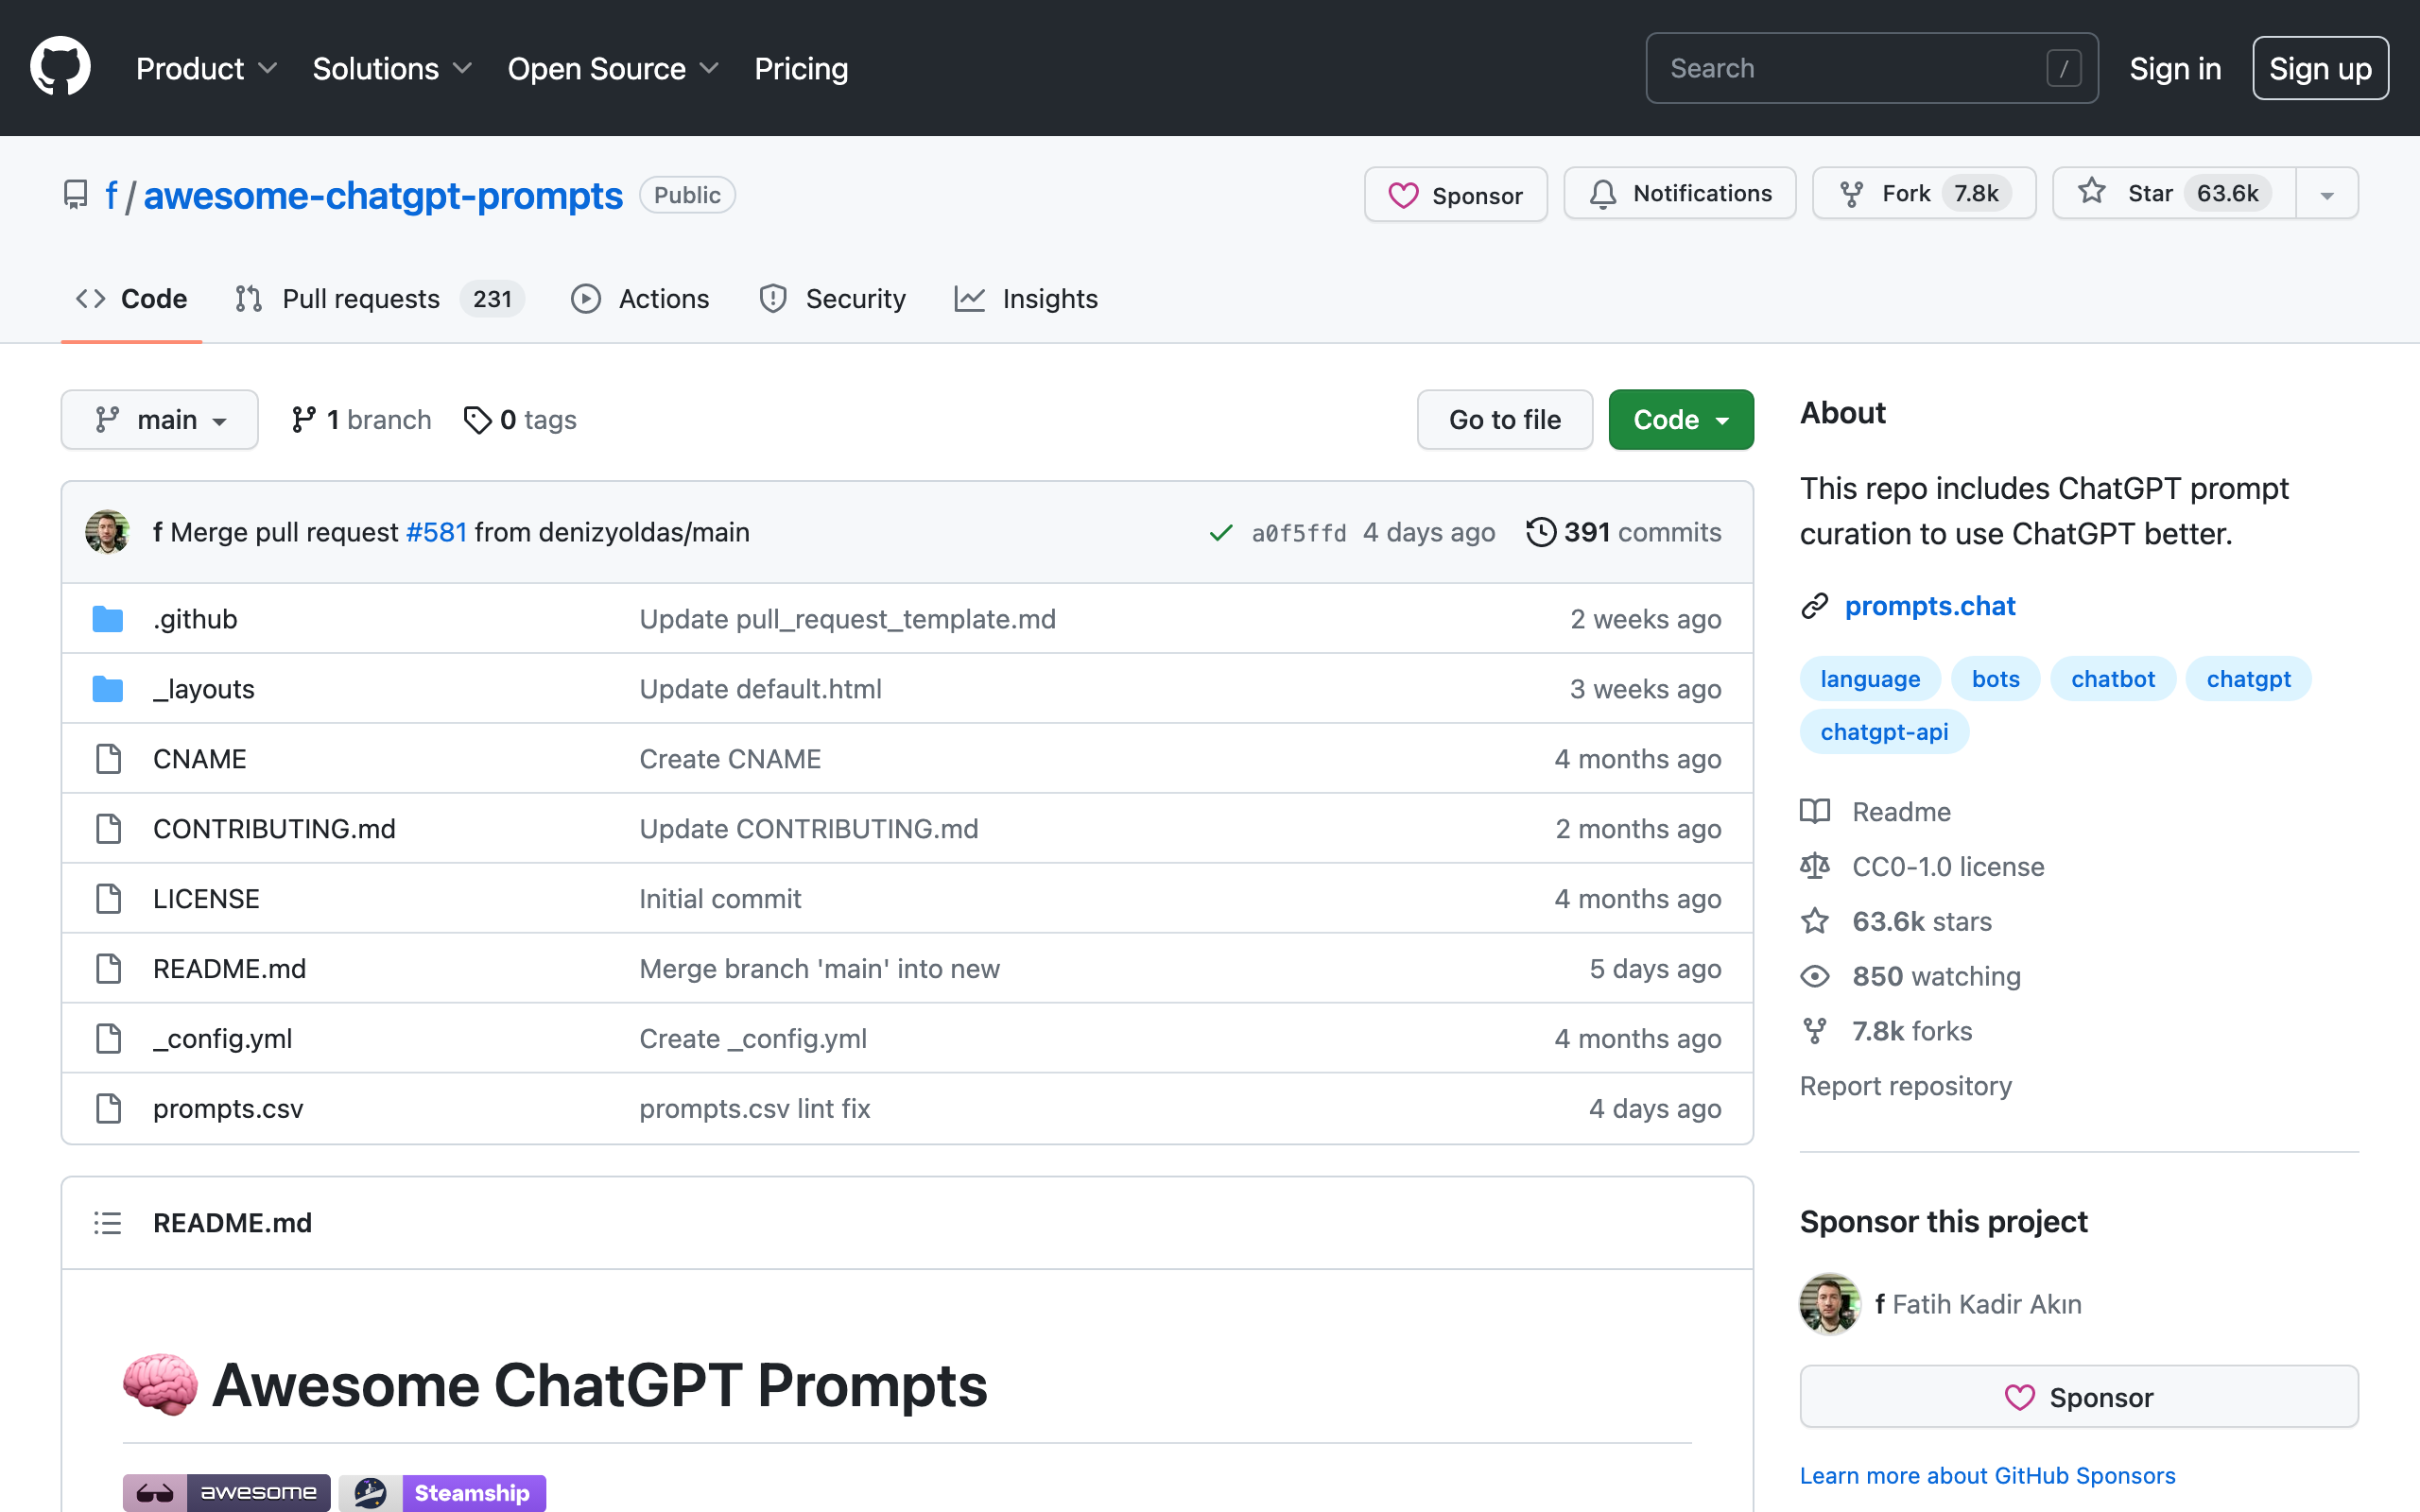 Product Solutions Open Source Pricing Search / Sign in Sign up
f / awesome-chatgpt-prompts Public Sponsor Notifications Fork 7.8k Star 63.6k
Code Pull requests 231 Actions Security Insights
main 1 branch 0 tags Go to file Code
f Merge pull request #581 from denizyoldas/main a0f5ffd 4 days ago 391 commits
.github Update pull_request_template.md 2 weeks ago
_layouts Update default.html 3 weeks ago
CNAME Create CNAME 4 months ago
CONTRIBUTING.md Update CONTRIBUTING.md 2 months ago
LICENSE Initial commit 4 months ago
README.md Merge branch 'main' into new 5 days ago
_config.yml Create _config.yml 4 months ago
prompts.csv prompts.csv lint fix 4 days ago
README.md
Awesome ChatGPT Prompts
awesome Steamship
About
This repo includes ChatGPT prompt
curation to use ChatGPT better.
prompts.chat
language bots chatbot chatgpt
chatgpt-api
Readme
CC0-1.0 license
63.6k stars
850 watching
7.8k forks
Report repository
Sponsor this project
f Fatih Kadir Akın
Sponsor
Learn more about GitHub Sponsors